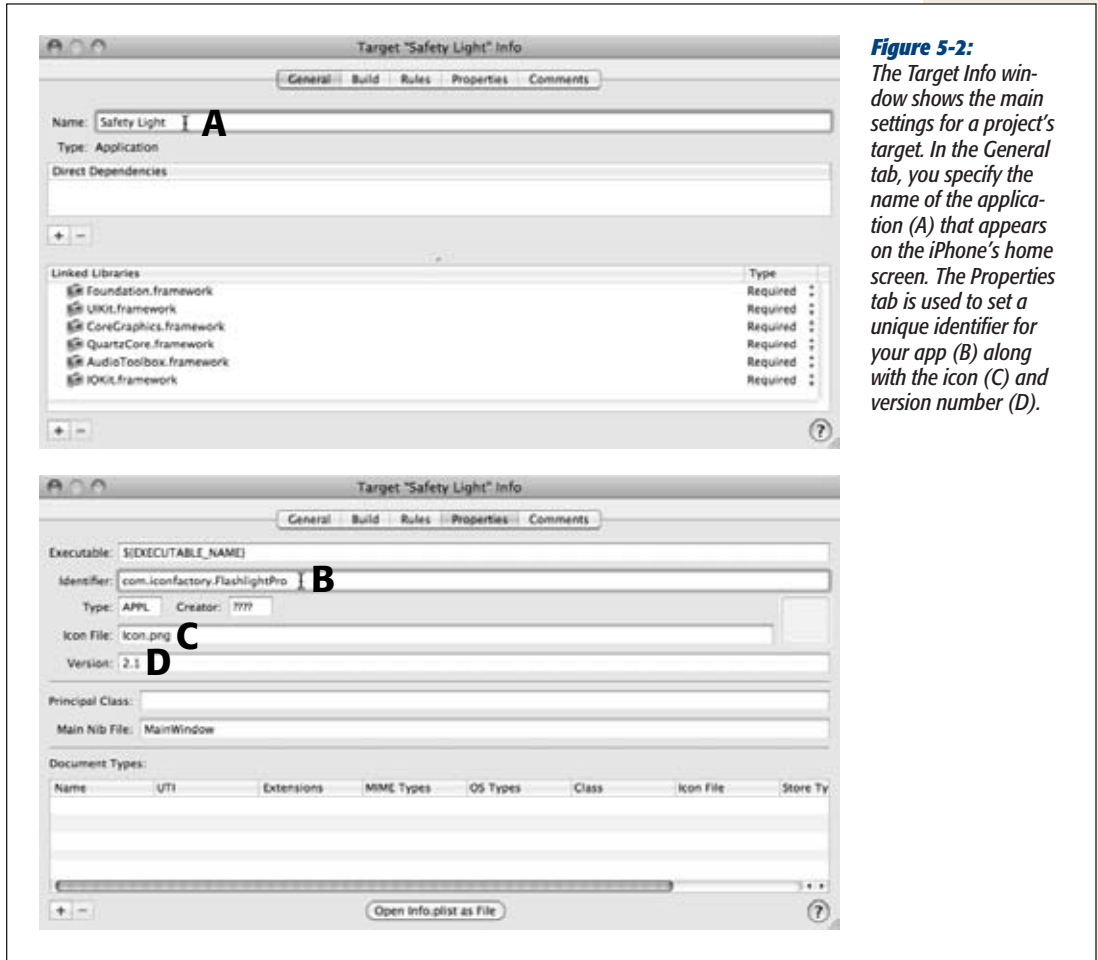 Target "Safety Light" Info
General Build Rules Properties Comments
Name: Safety Light A
Type: Application
Direct Dependencies
+ −
Linked Libraries Type
Foundation.framework Required
UIKit.framework Required
CoreGraphics.framework Required
QuartzCore.framework Required
AudioToolbox.framework Required
IOKit.framework Required
+ − ?
Figure 5-2:
The Target Info win-
dow shows the main
settings for a project's
target. In the General
tab, you specify the
name of the applica-
tion (A) that appears
on the iPhone's home
screen. The Properties
tab is used to set a
unique identifier for
your app (B) along
with the icon (C) and
version number (D).
Target "Safety Light" Info
General Build Rules Properties Comments
Executable: ${EXECUTABLE_NAME}
Identifier: com.iconfactory.FlashlightPro B
Type: APPL Creator: ????
Icon File: Icon.png C
Version: 2.1 D
Principal Class:
Main Nib File: MainWindow
Document Types:
Name UTI Extensions MIME Types OS Types Class Icon File Store Ty
+ − Open Info.plist as File ?